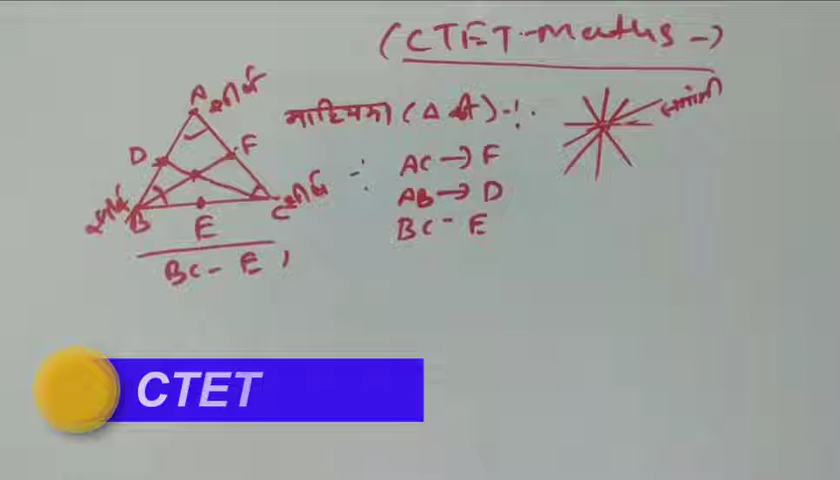 (CTET-Maths -)
A शीर्ष
माध्यिका (Δ की) -:
D
F
AC → F
AB → D
शीर्ष B
C शीर्ष
E
BC - E
BC - E
CTET